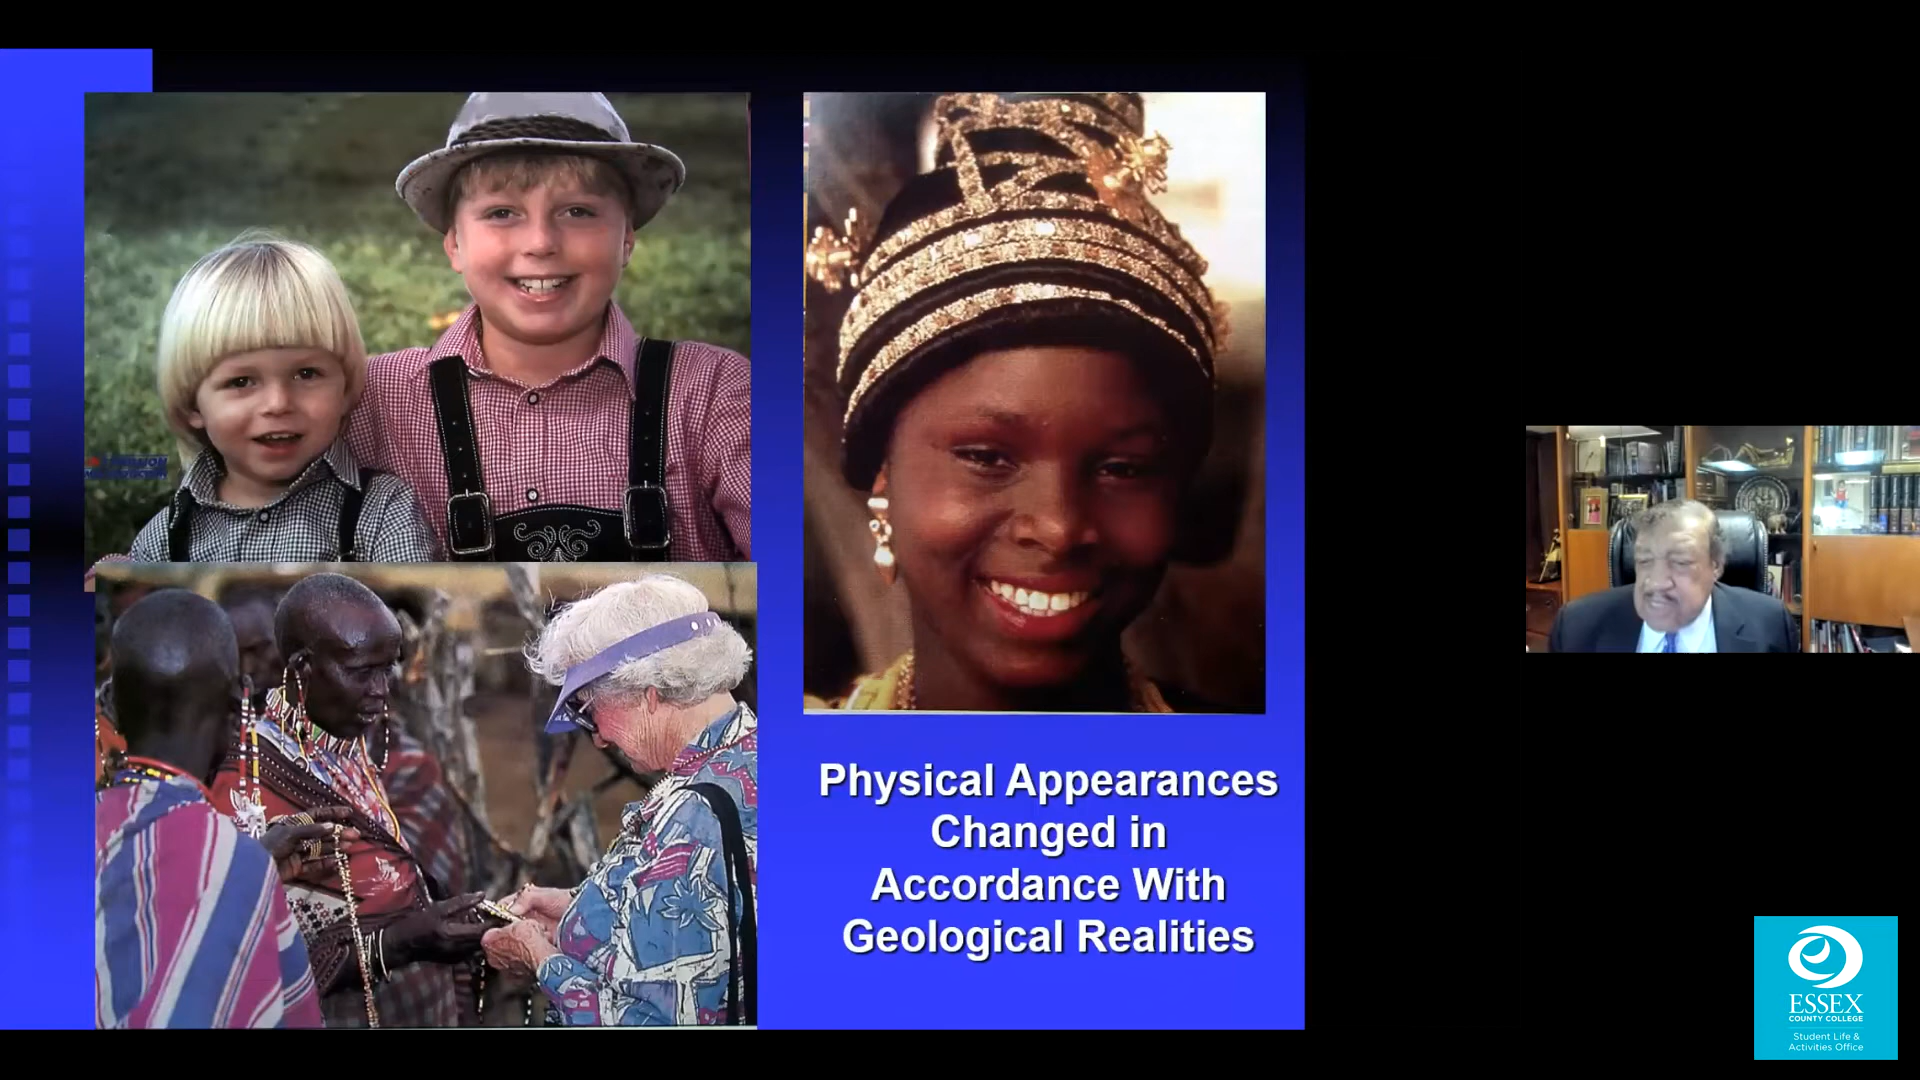 Physical Appearances
Changed in
Accordance With
Geological Realities
ESSEX
COUNTY COLLEGE
Student Life &
Activities Office